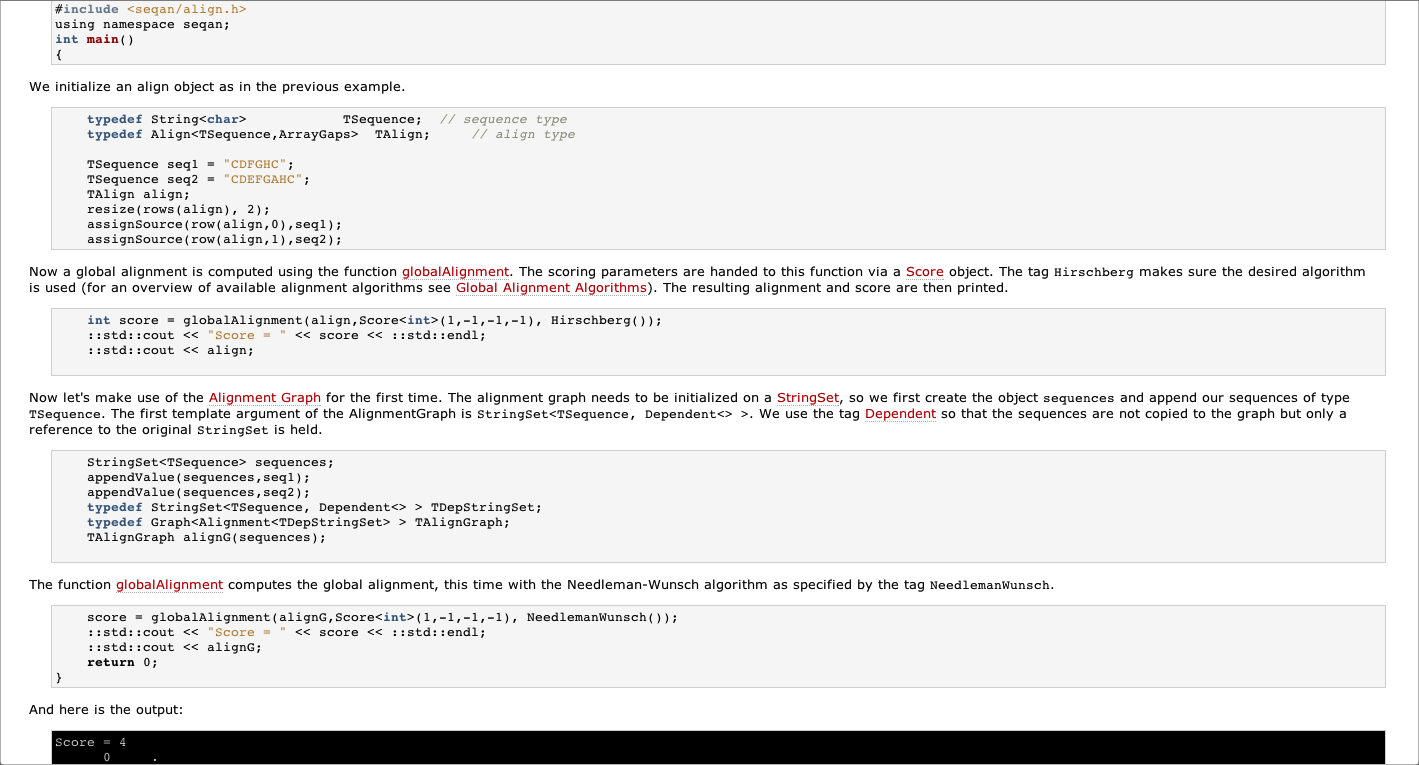 #include <seqan/align.h>
using namespace seqan;
int main()
{
We initialize an align object as in the previous example.
typedef String<char>            TSequence;  // sequence type
typedef Align<TSequence,ArrayGaps>  TAlign;     // align type
TSequence seq1 = "CDFGHC";
TSequence seq2 = "CDEFGAHC";
TAlign align;
resize(rows(align), 2);
assignSource(row(align,0),seq1);
assignSource(row(align,1),seq2);
Now a global alignment is computed using the function globalAlignment. The scoring parameters are handed to this function via a Score object. The tag Hirschberg makes sure the desired algorithm
is used (for an overview of available alignment algorithms see Global Alignment Algorithms). The resulting alignment and score are then printed.
int score = globalAlignment(align,Score<int>(1,-1,-1,-1), Hirschberg());
::std::cout << "Score = " << score << ::std::endl;
::std::cout << align;
Now let's make use of the Alignment Graph for the first time. The alignment graph needs to be initialized on a StringSet, so we first create the object sequences and append our sequences of type
TSequence. The first template argument of the AlignmentGraph is StringSet<TSequence, Dependent<> >. We use the tag Dependent so that the sequences are not copied to the graph but only a
reference to the original StringSet is held.
StringSet<TSequence> sequences;
appendValue(sequences,seq1);
appendValue(sequences,seq2);
typedef StringSet<TSequence, Dependent<> > TDepStringSet;
typedef Graph<Alignment<TDepStringSet> > TAlignGraph;
TAlignGraph alignG(sequences);
The function globalAlignment computes the global alignment, this time with the Needleman-Wunsch algorithm as specified by the tag NeedlemanWunsch.
score = globalAlignment(alignG,Score<int>(1,-1,-1,-1), NeedlemanWunsch());
::std::cout << "Score = " << score << ::std::endl;
::std::cout << alignG;
return 0;
}
And here is the output:
Score = 4
0     .